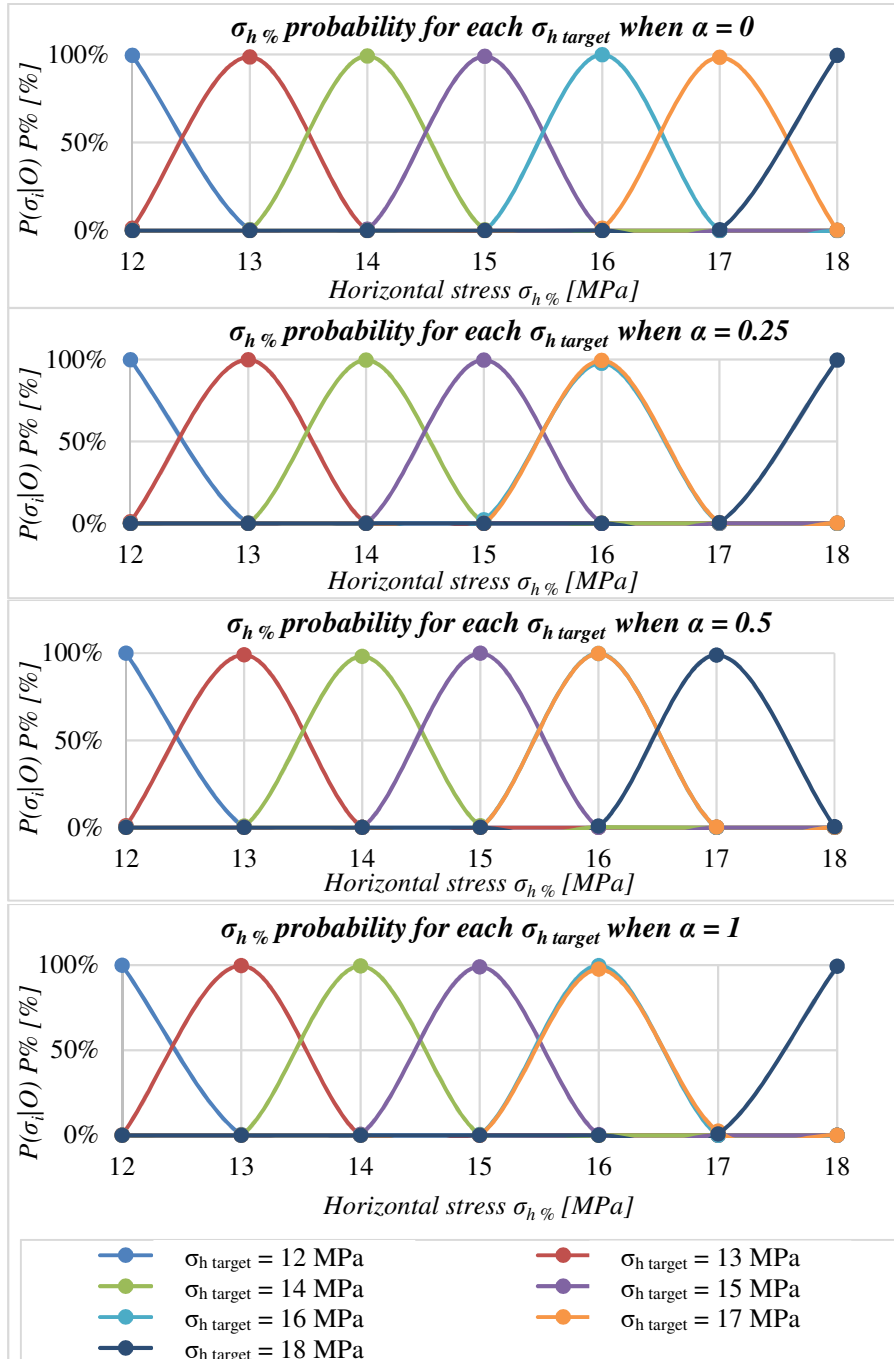 σh % probability for each σh target when α = 0
P(σi|O) P% [%]
100%
50%
0%
12 13 14 15 16 17 18
Horizontal stress σh % [MPa]
σh % probability for each σh target when α = 0.25
P(σi|O) P% [%]
100%
50%
0%
12 13 14 15 16 17 18
Horizontal stress σh % [MPa]
σh % probability for each σh target when α = 0.5
P(σi|O) P% [%]
100%
50%
0%
12 13 14 15 16 17 18
Horizontal stress σh % [MPa]
σh % probability for each σh target when α = 1
P(σi|O) P% [%]
100%
50%
0%
12 13 14 15 16 17 18
Horizontal stress σh % [MPa]
σh target = 12 MPa
σh target = 13 MPa
σh target = 14 MPa
σh target = 15 MPa
σh target = 16 MPa
σh target = 17 MPa
σh target = 18 MPa